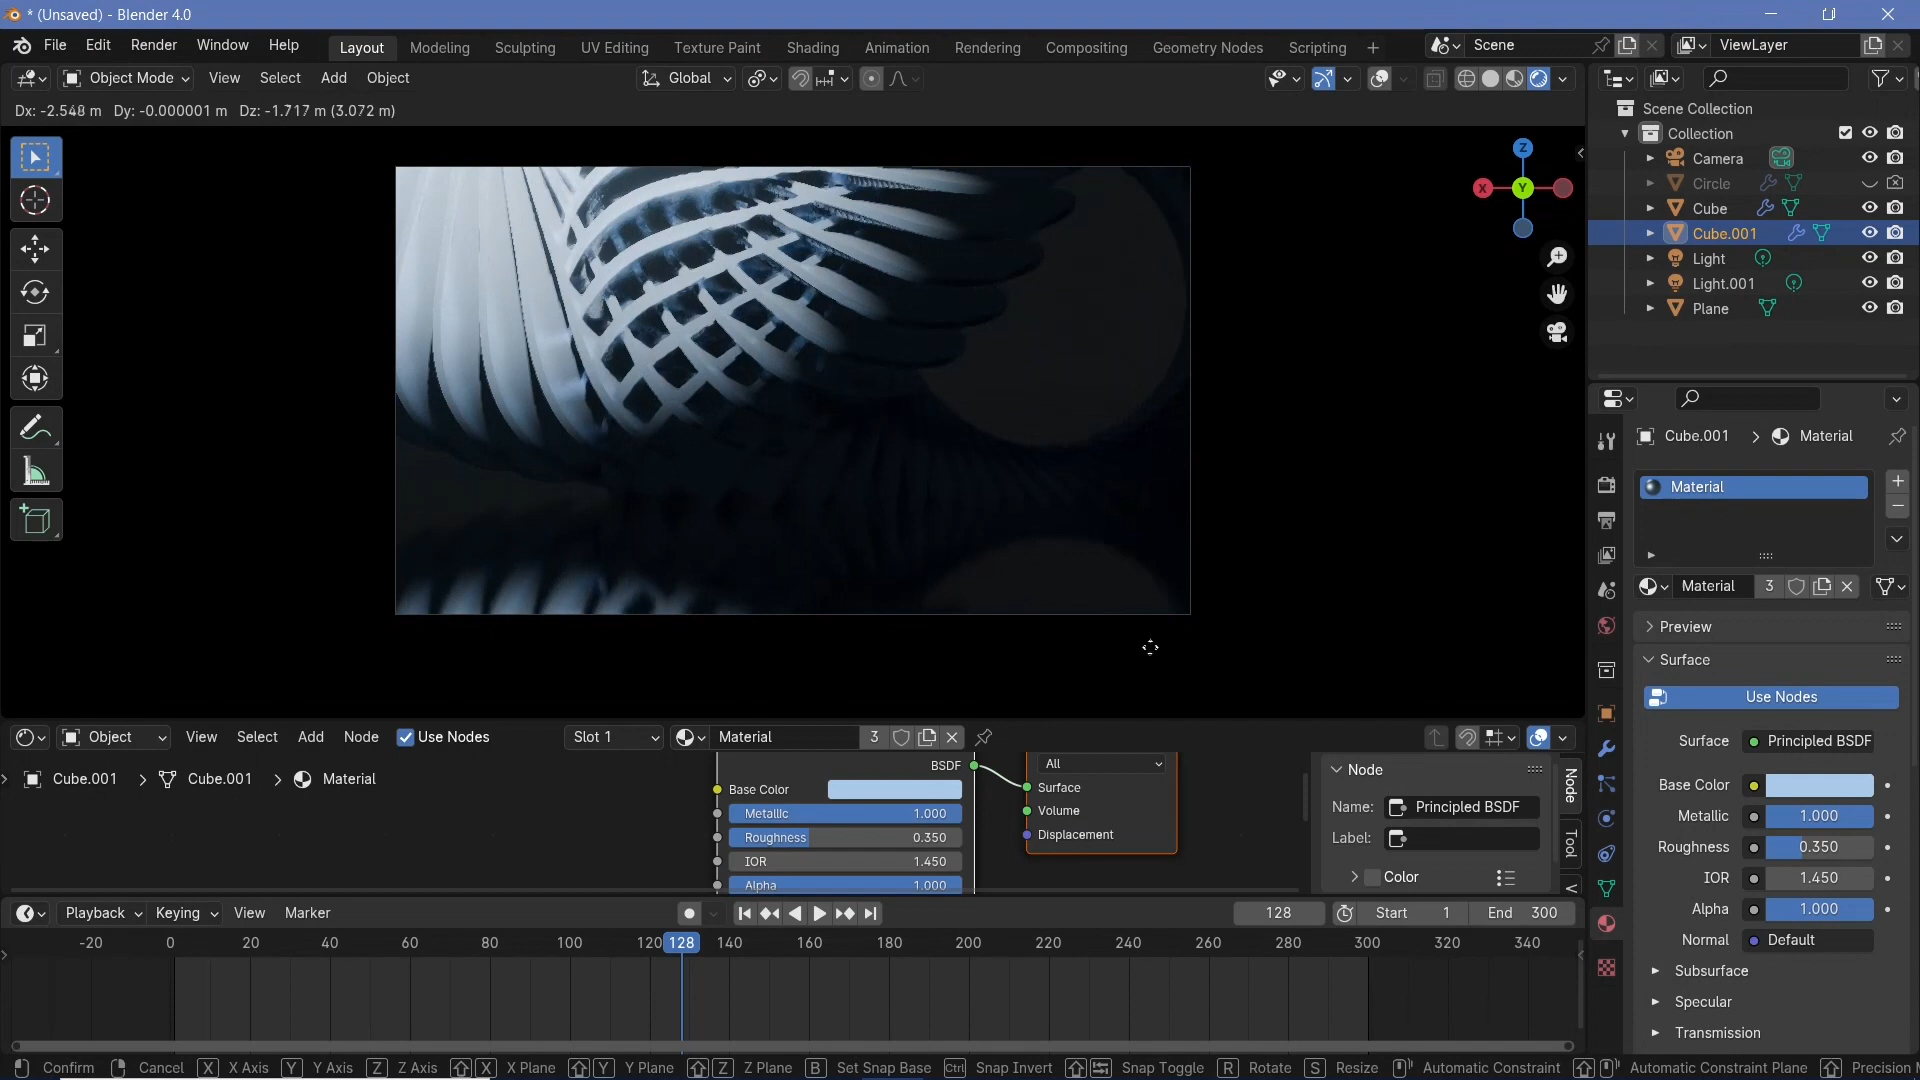 * (Unsaved) - Blender 4.0
File Edit Render Window Help Layout Modeling Sculpting UV Editing Texture Paint Shading Animation Rendering Compositing Geometry Nodes Scripting + Scene ViewLayer
Object Mode View Select Add Object Global
Dx: -2.548 m Dy: -0.000001 m Dz: -1.717 m (3.072 m)
Scene Collection
Collection
Camera
Circle
Cube
Cube.001
Light
Light.001
Plane
Z
X Y
Cube.001 > Material
Material
Material 3
Preview
Surface
Use Nodes
Surface Principled BSDF
Base Color
Metallic 1.000
Roughness 0.350
IOR 1.450
Alpha 1.000
Normal Default
Subsurface
Specular
Transmission
Object View Select Add Node Use Nodes Slot 1 Material 3
Cube.001 > Cube.001 > Material
BSDF
Base Color
Metallic 1.000
Roughness 0.350
IOR 1.450
Alpha 1.000
All
Surface
Volume
Displacement
Node
Name: Principled BSDF
Label:
Color
Node
Tool
Playback Keying View Marker 128 Start 1 End 300
-20 0 20 40 60 80 100 120 128 140 160 180 200 220 240 260 280 300 320 340
Confirm Cancel X X Axis Y Y Axis Z Z Axis X X Plane Y Y Plane Z Z Plane B Set Snap Base Ctrl Snap Invert Snap Toggle R Rotate S Resize Automatic Constraint Automatic Constraint Plane Precision